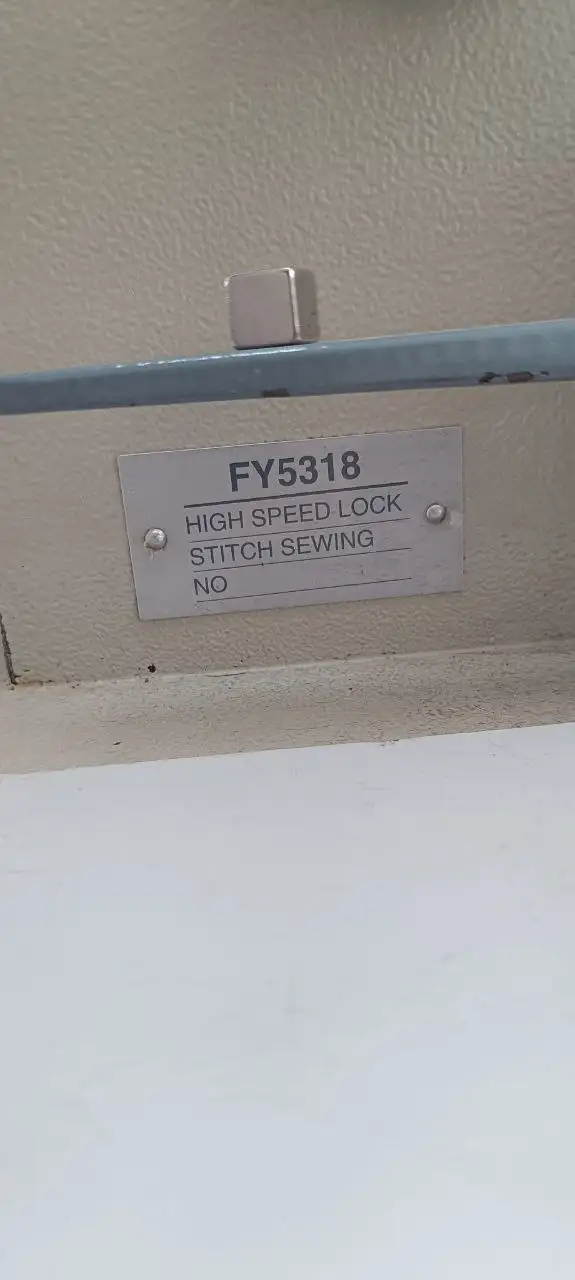 FY5318
HIGH SPEED LOCK
STITCH SEWING
NO